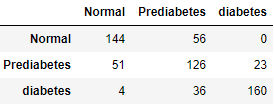 Normal Prediabetes diabetes
Normal 144 56 0
Prediabetes 51 126 23
diabetes 4 36 160